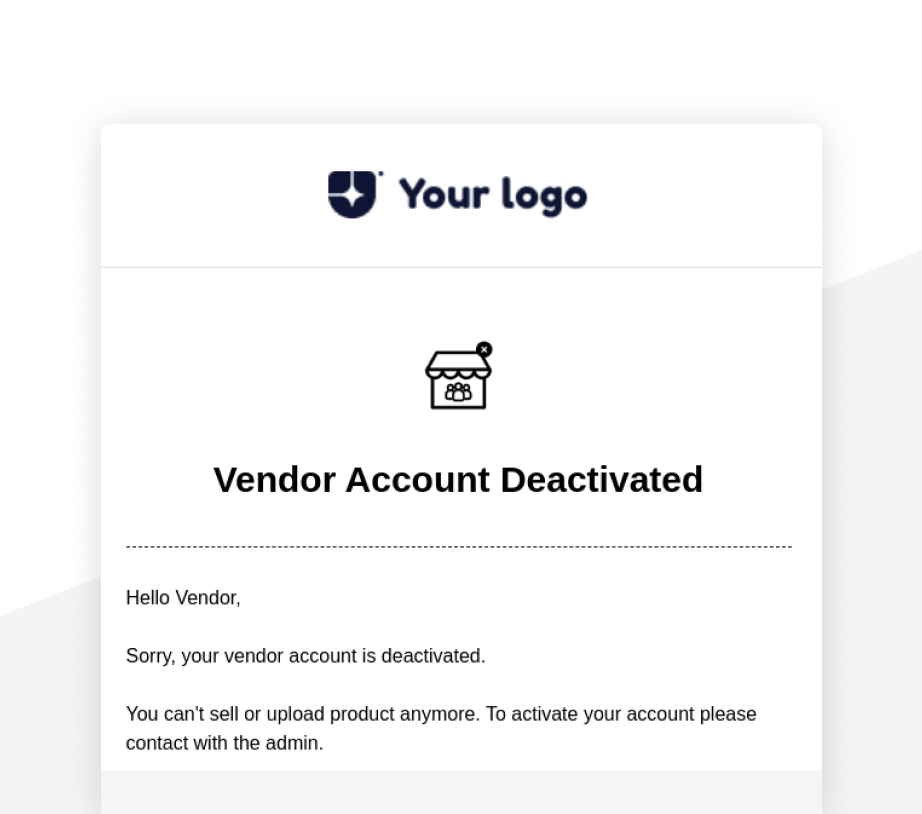 Your logo
Vendor Account Deactivated
Hello Vendor,
Sorry, your vendor account is deactivated.
You can't sell or upload product anymore. To activate your account please
contact with the admin.